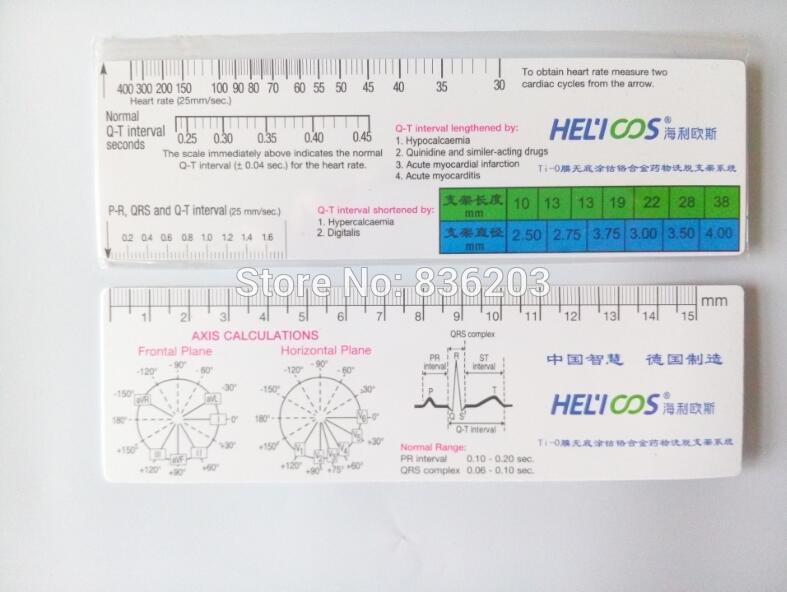 400 300 200 150 100 90 80 70 60 55 50 45 40 35 30
Heart rate (25mm/sec.)
To obtain heart rate measure two
cardiac cycles from the arrow.
Normal
Q-T interval
seconds
0.25 0.30 0.35 0.40 0.45
The scale immediately above indicates the normal
Q-T interval (± 0.04 sec.) for the heart rate.
Q-T interval lengthened by:
1. Hypocalcaemia
2. Quinidine and similer-acting drugs
3. Acute myocardial infarction
4. Acute myocarditis
HELICOS® 海利欧斯
Ti-O膜无底涂钴铬合金药物洗脱支架系统
P-R, QRS and Q-T interval (25 mm/sec.)
0.2 0.4 0.6 0.8 1.0 1.2 1.4 1.6
Q-T interval shortened by:
1. Hypercalcaemia
2. Digitalis
支架长度 mm 10 13 13 19 22 28 38
支架直径 mm 2.50 2.75 3.75 3.00 3.50 4.00
Store No: 836203
1 2 3 4 5 6 7 8 9 10 11 12 13 14 15 mm
AXIS CALCULATIONS
Frontal Plane
-90°
-120° -60°
-150° -30°
aVR aVL
180° I 0°
+150° +30°
III aVF II
+120° +90° +60°
Horizontal Plane
-90°
-120° -60°
-150° -30°
180° V6 0°
V5
+150° +30°
V1 V2 V3 V4
+120° +90° +75° +60°
QRS complex
PR interval
R
ST interval
P
T
Q S
Q-T interval
Normal Range:
PR interval 0.10 - 0.20 sec.
QRS complex 0.06 - 0.10 sec.
中国智慧 德国制造
HELICOS® 海利欧斯
Ti-O膜无底涂钴铬合金药物洗脱支架系统